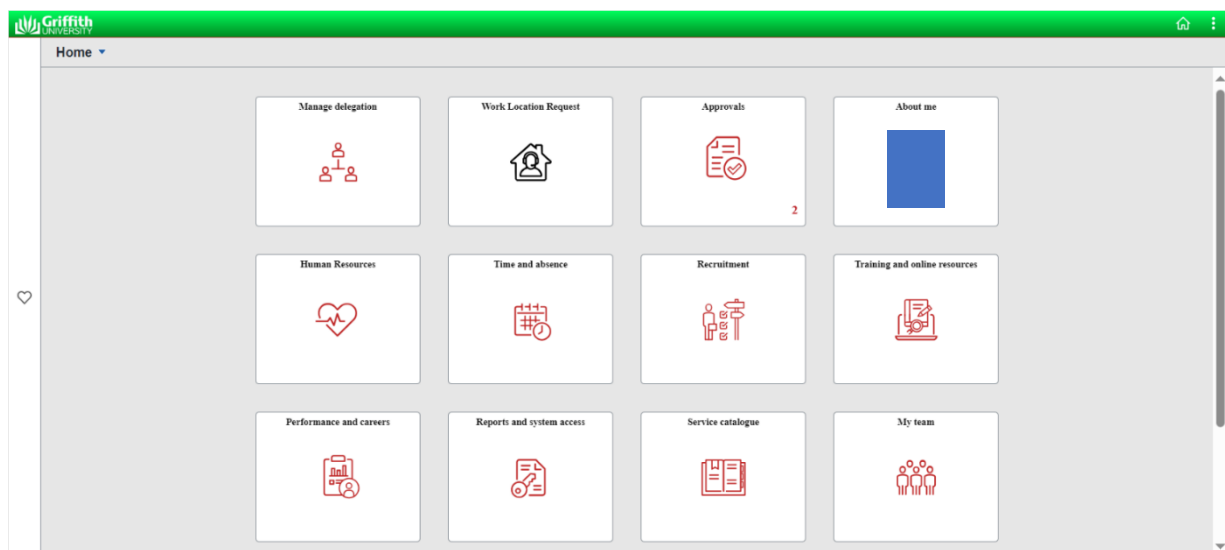 Griffith
UNIVERSITY
Home
Manage delegation
Work Location Request
Approvals
2
About me
Human Resources
Time and absence
Recruitment
Training and online resources
Performance and careers
Reports and system access
Service catalogue
My team